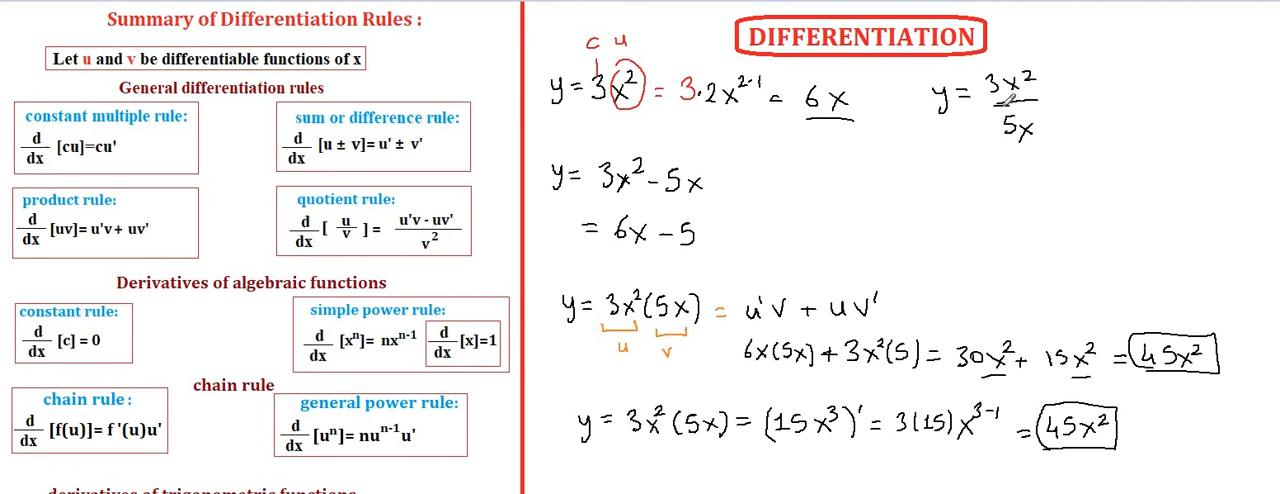 Summary of Differentiation Rules :
Let u and v be differentiable functions of x
General differentiation rules
constant multiple rule:
d/dx [cu]=cu'
sum or difference rule:
d/dx [u ± v]= u' ± v'
product rule:
d/dx [uv]= u'v+ uv'
quotient rule:
d/dx [ u/v ] = (u'v - uv')/v²
Derivatives of algebraic functions
constant rule:
d/dx [c] = 0
simple power rule:
d/dx [xⁿ]= nxⁿ⁻¹ d/dx [x]=1
chain rule
chain rule :
d/dx [f(u)]= f '(u)u'
general power rule:
d/dx [uⁿ]= nuⁿ⁻¹u'
derivatives of trigonometric functions
DIFFERENTIATION
c u
y = 3x² = 3·2x²⁻¹ = 6x
y = 3x²/5x
y = 3x² - 5x
= 6x - 5
y = 3x²(5x) = u'v + uv'
u v
6x(5x) + 3x²(5) = 30x² + 15x² = 45x²
y = 3x²(5x) = (15x³)' = 3(15)x³⁻¹ = 45x²